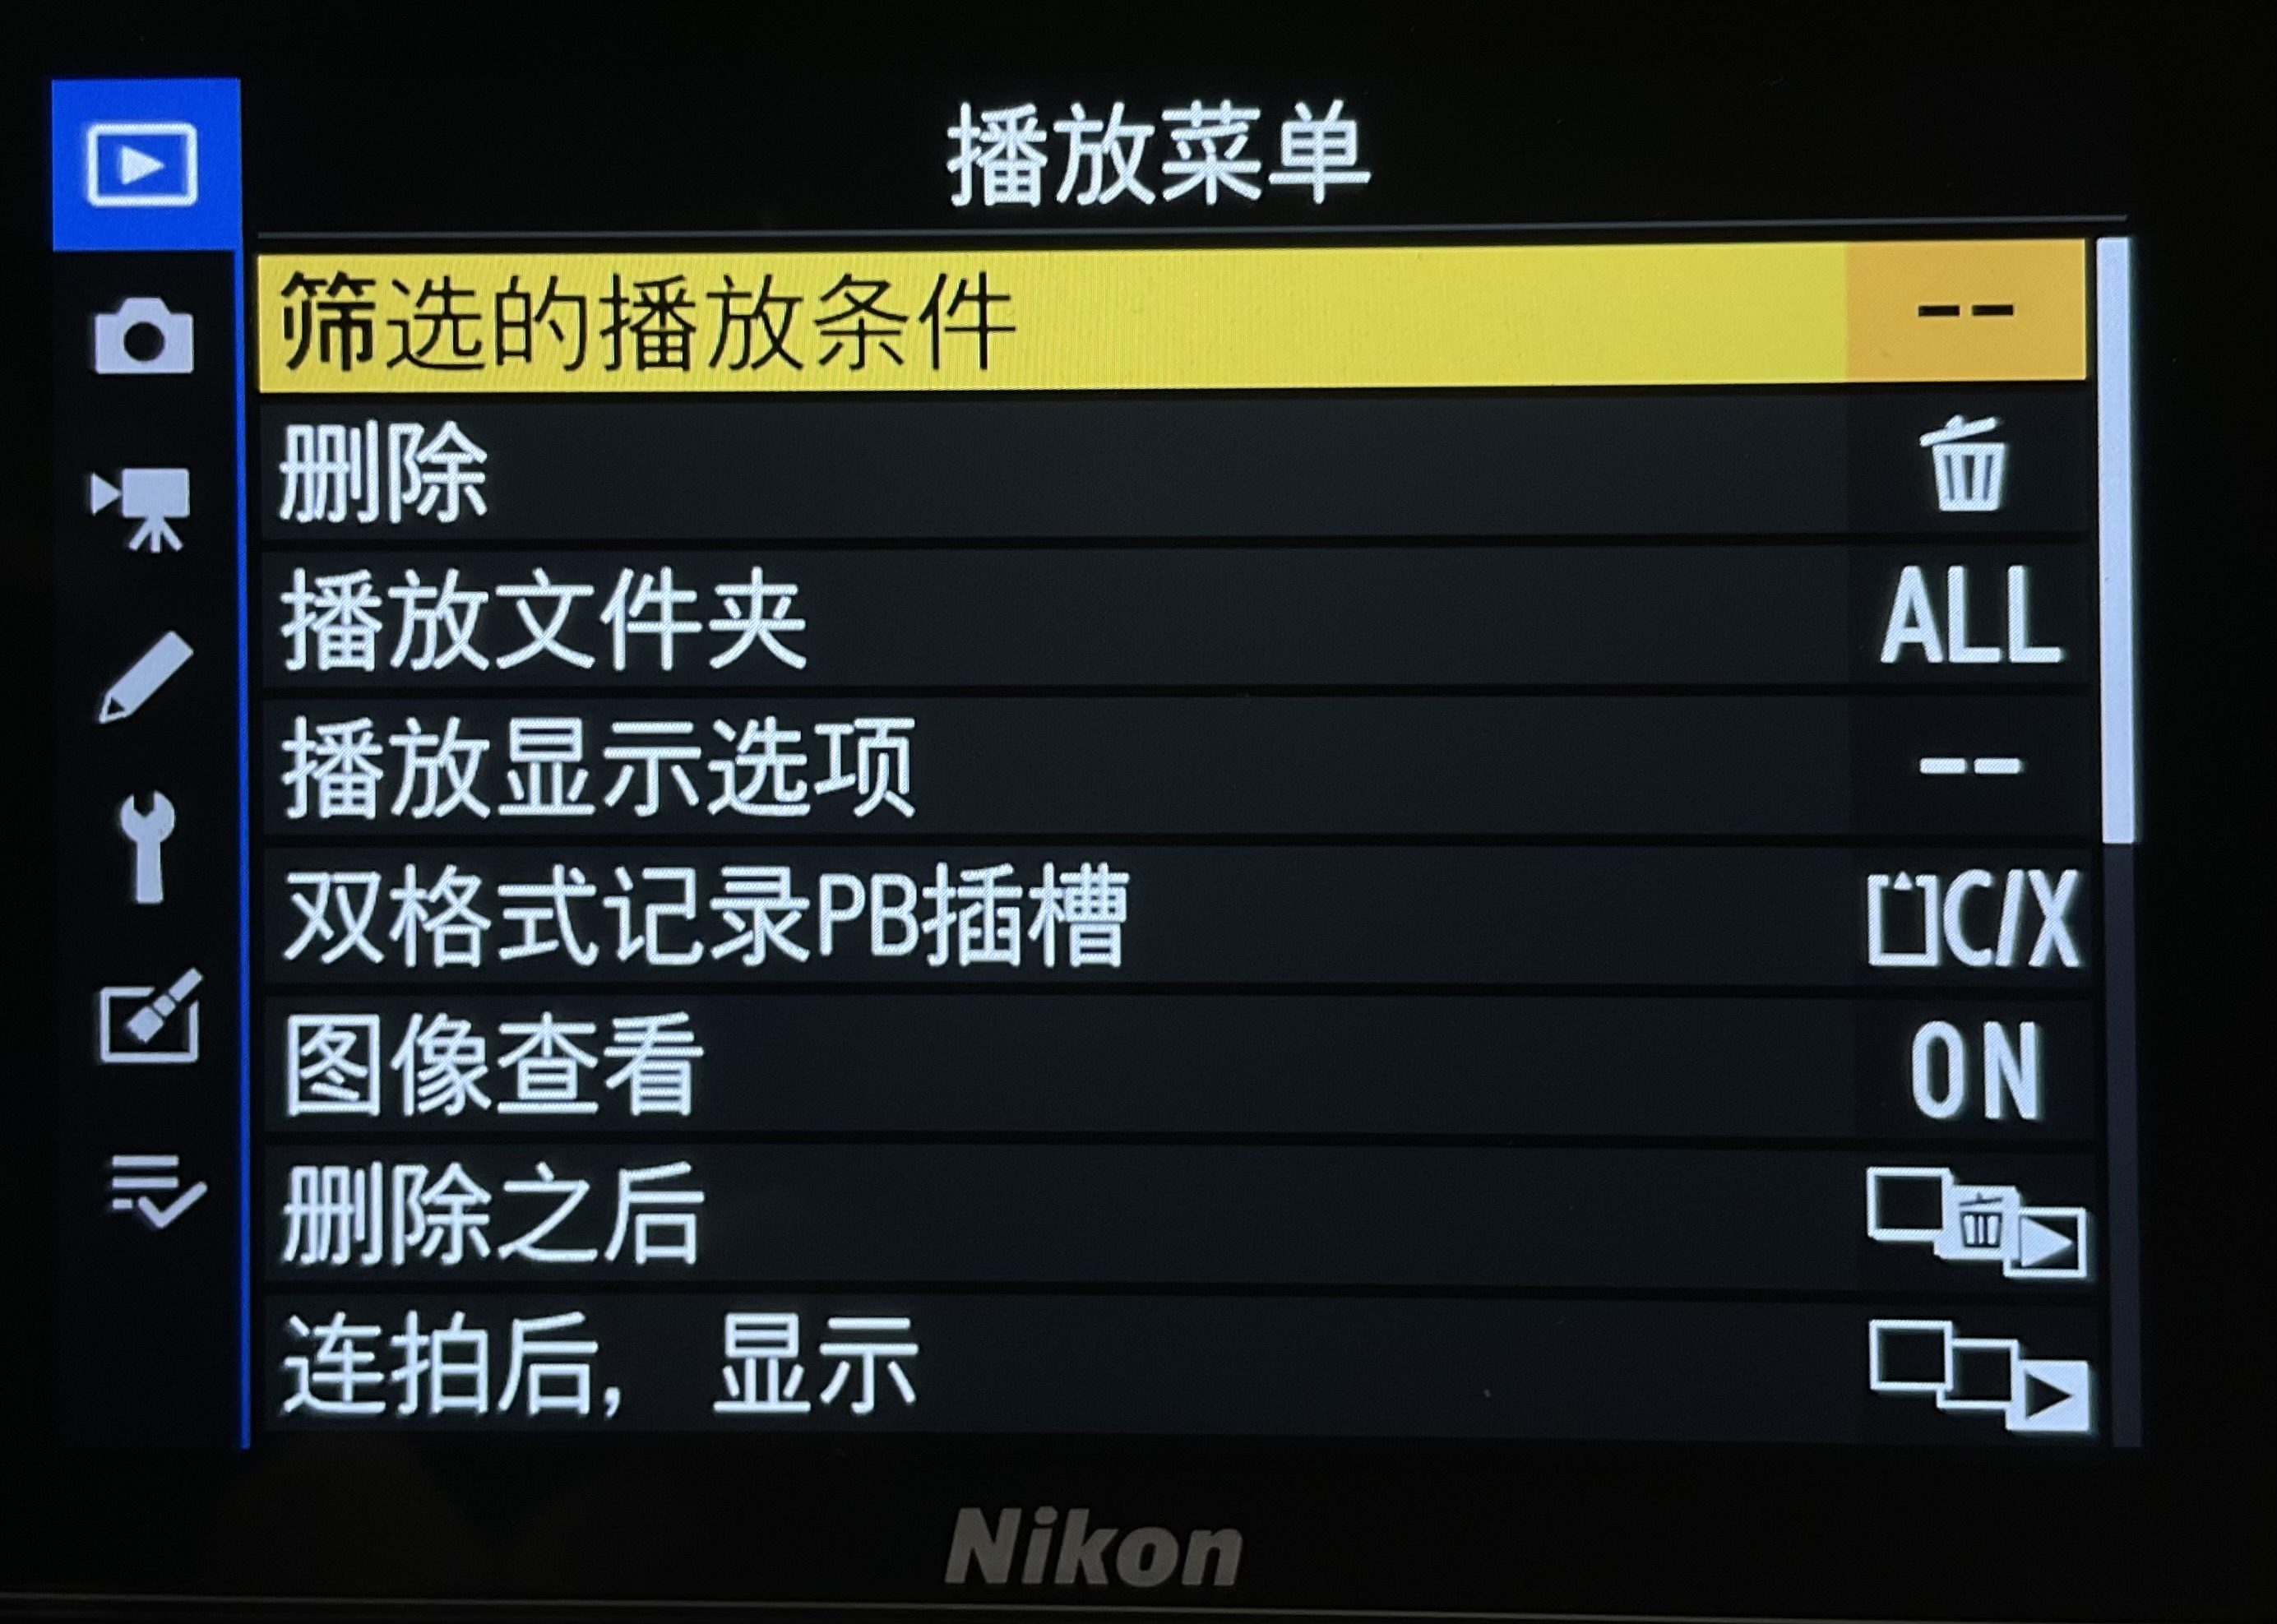 播放菜单
筛选的播放条件 --
删除
播放文件夹 ALL
播放显示选项 --
双格式记录PB插槽 C/X
图像查看 ON
删除之后
连拍后，显示
Nikon